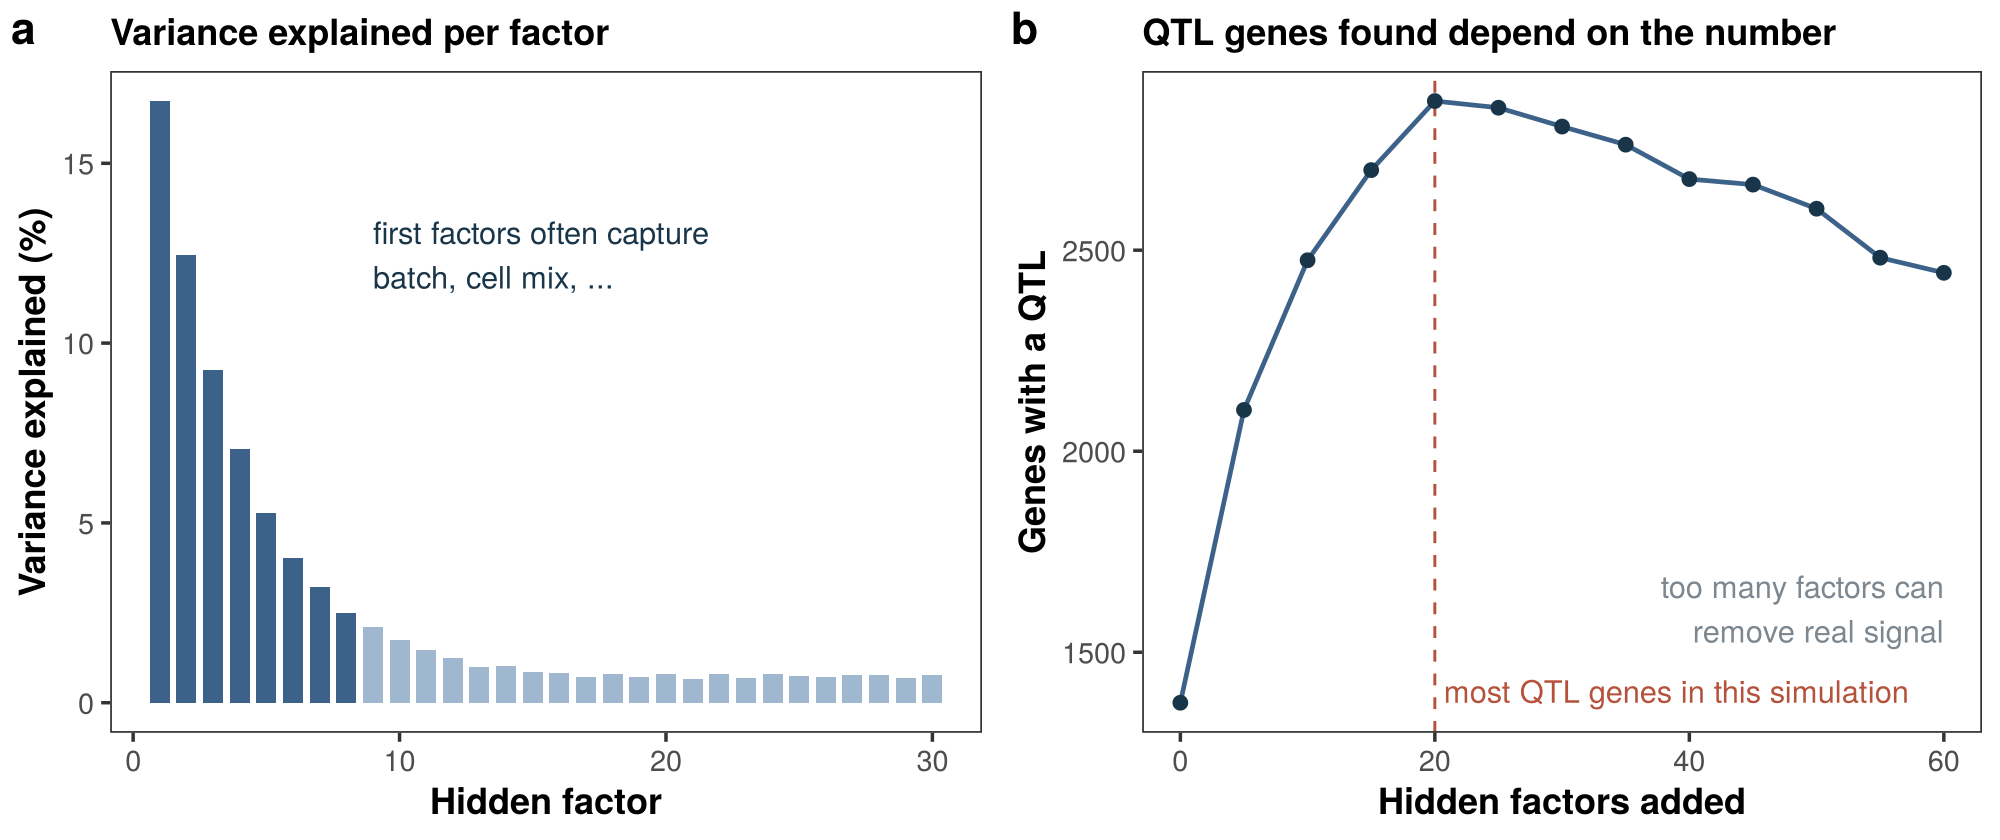 a
Variance explained per factor
Variance explained (%)
15
10
5
0
first factors often capture
batch, cell mix, ...
0
10
20
30
Hidden factor
b
QTL genes found depend on the number
Genes with a QTL
2500
2000
1500
too many factors can
remove real signal
most QTL genes in this simulation
0
20
40
60
Hidden factors added